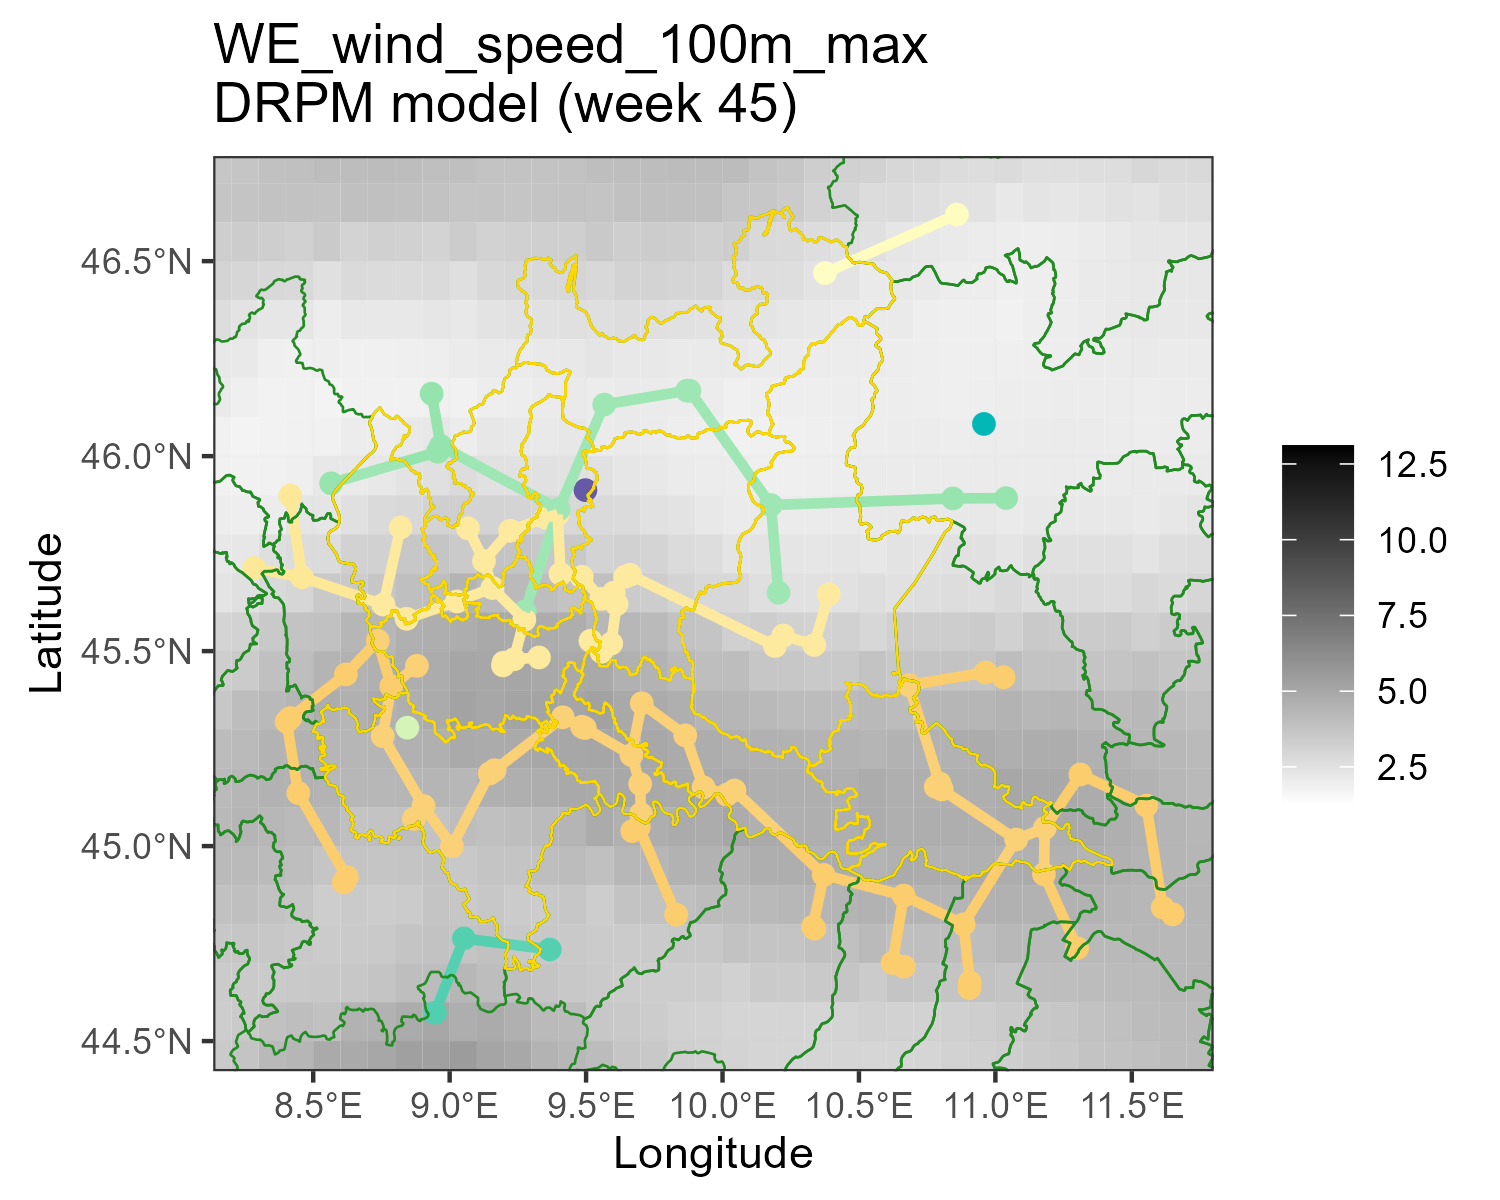 WE_wind_speed_100m_max
DRPM model (week 45)
46.5°N
46.0°N
45.5°N
45.0°N
44.5°N
Latitude
8.5°E 9.0°E 9.5°E 10.0°E 10.5°E 11.0°E 11.5°E
Longitude
12.5
10.0
7.5
5.0
2.5